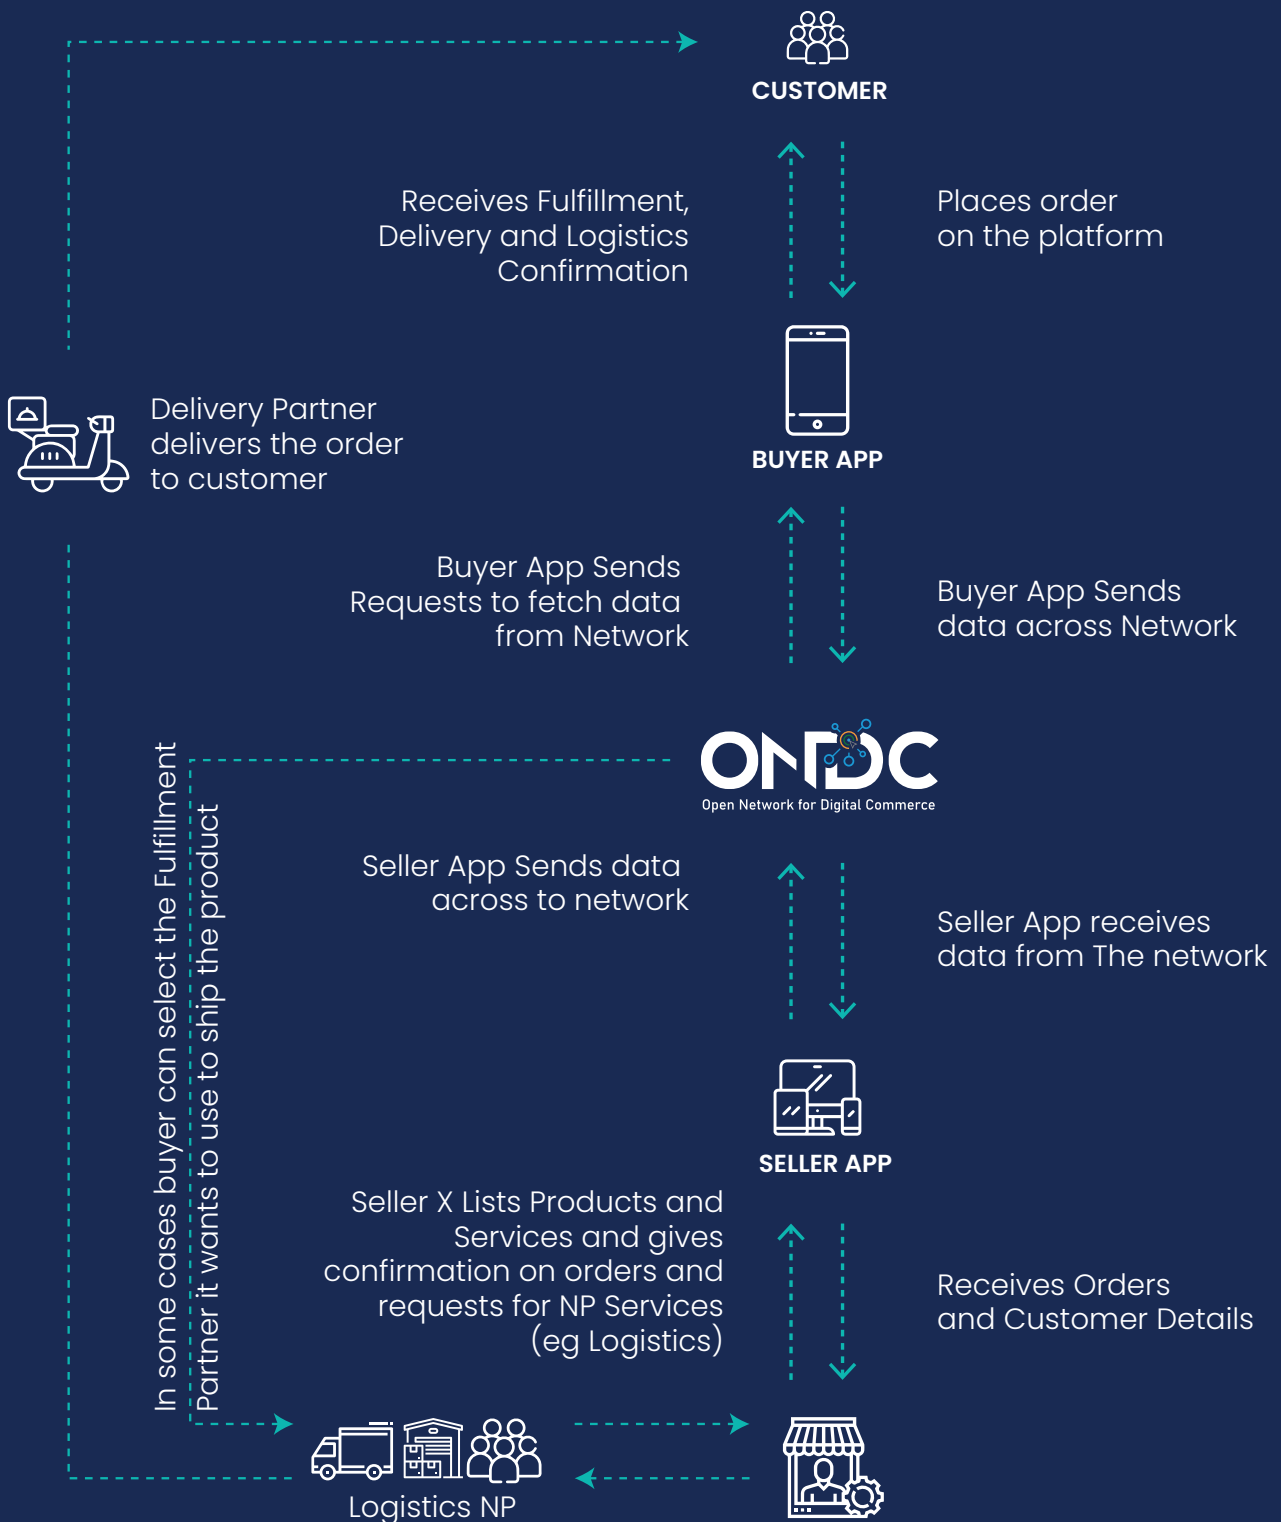 CUSTOMER
Receives Fulfillment,
Delivery and Logistics
Confirmation
Places order
on the platform
Delivery Partner
delivers the order
to customer
BUYER APP
Buyer App Sends
Requests to fetch data
from Network
Buyer App Sends
data across Network
ONDC
Open Network for Digital Commerce
In some cases buyer can select the Fulfillment
Partner it wants to use to ship the product
Seller App Sends data
across to network
Seller App receives
data from The network
SELLER APP
Seller X Lists Products and
Services and gives
confirmation on orders and
requests for NP Services
(eg Logistics)
Receives Orders
and Customer Details
Logistics NP